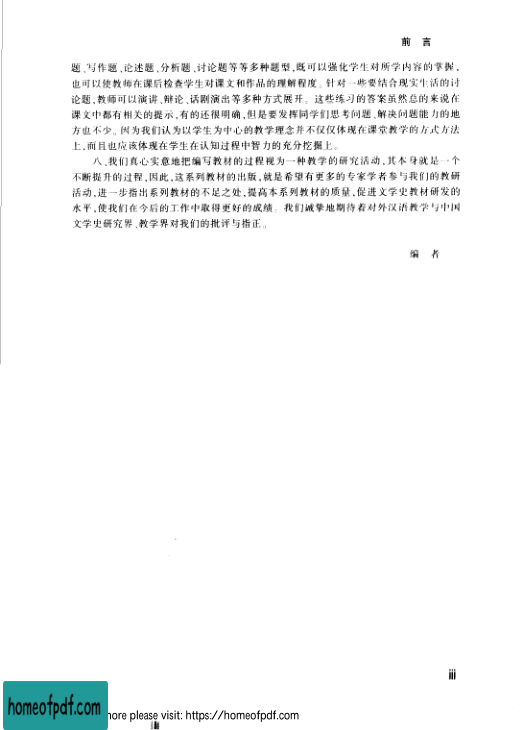 前 言
题、写作题、论述题、分析题、讨论题等等多种题型,既可以强化学生对所学内容的掌握,
也可以使教师在课后检查学生对课文和作品的理解程度。针对一些要结合现实生活的讨
论题,教师可以演讲、辩论、话剧演出等多种方式展开。这些练习的答案虽然总的来说在
课文中都有相关的提示,有的还很明确,但是要发挥同学们思考问题、解决问题能力的地
方也不少。因为我们认为以学生为中心的教学理念并不仅仅体现在课堂教学的方式方法
上,而且也应该体现在学生在认知过程中智力的充分挖掘上。
八、我们真心实意地把编写教材的过程视为一种教学的研究活动,其本身就是一个
不断提升的过程,因此,这系列教材的出版,就是希望有更多的专家学者参与我们的教研
活动,进一步指出系列教材的不足之处,提高本系列教材的质量,促进文学史教材研发的
水平,使我们在今后的工作中取得更好的成绩。我们诚挚地期待着对外汉语教学与中国
文学史研究界、教学界对我们的批评与指正。
编 者
iii
homeofpdf.com
more please visit: https://homeofpdf.com